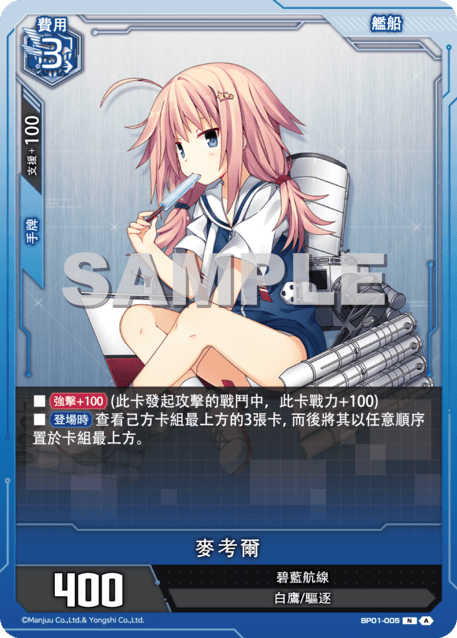 費用
艦船
3
支援+100
手牌
SAMPLE
■ 強擊+100 (此卡發起攻擊的戰鬥中，此卡戰力+100)
■ 登場時 查看己方卡組最上方的3張卡，而後將其以任意順序
置於卡組最上方。
麥考爾
400
碧藍航線
白鷹/驅逐
©Manjuu Co.,Ltd.& Yongshi Co.,Ltd.
BP01-005 N A